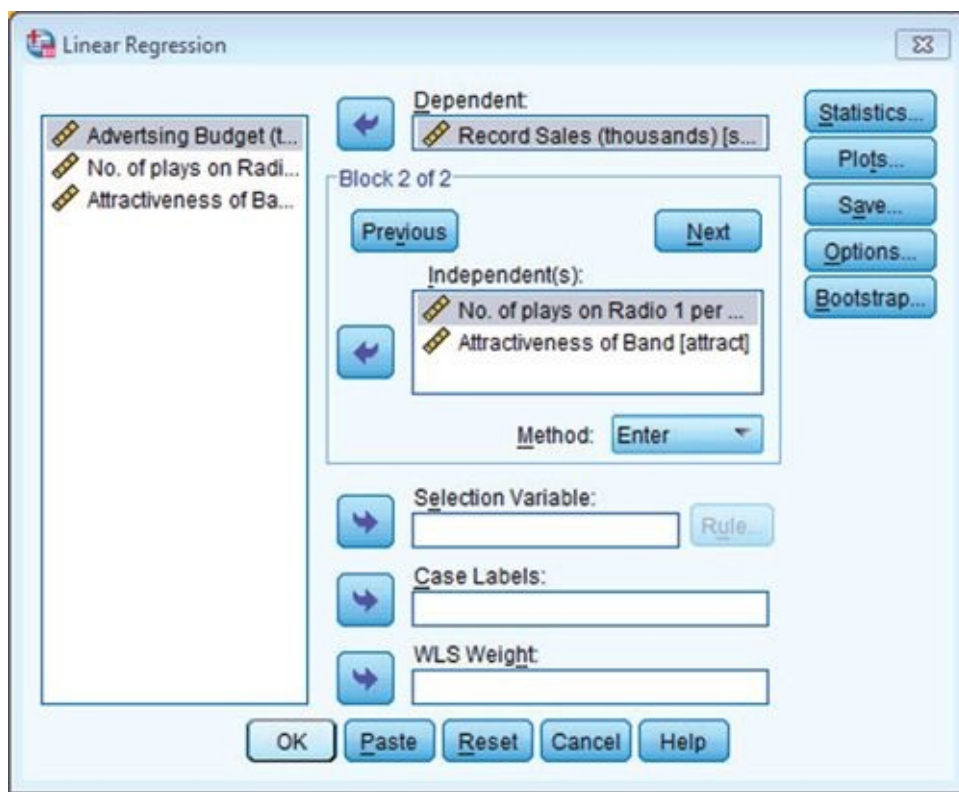 Linear Regression
Advertsing Budget (t...
No. of plays on Radi...
Attractiveness of Ba...
Dependent:
Record Sales (thousands) [s...
Block 2 of 2
Previous
Next
Independent(s):
No. of plays on Radio 1 per ...
Attractiveness of Band [attract]
Method: Enter
Selection Variable:
Rule...
Case Labels:
WLS Weight:
Statistics...
Plots...
Save...
Options...
Bootstrap...
OK Paste Reset Cancel Help